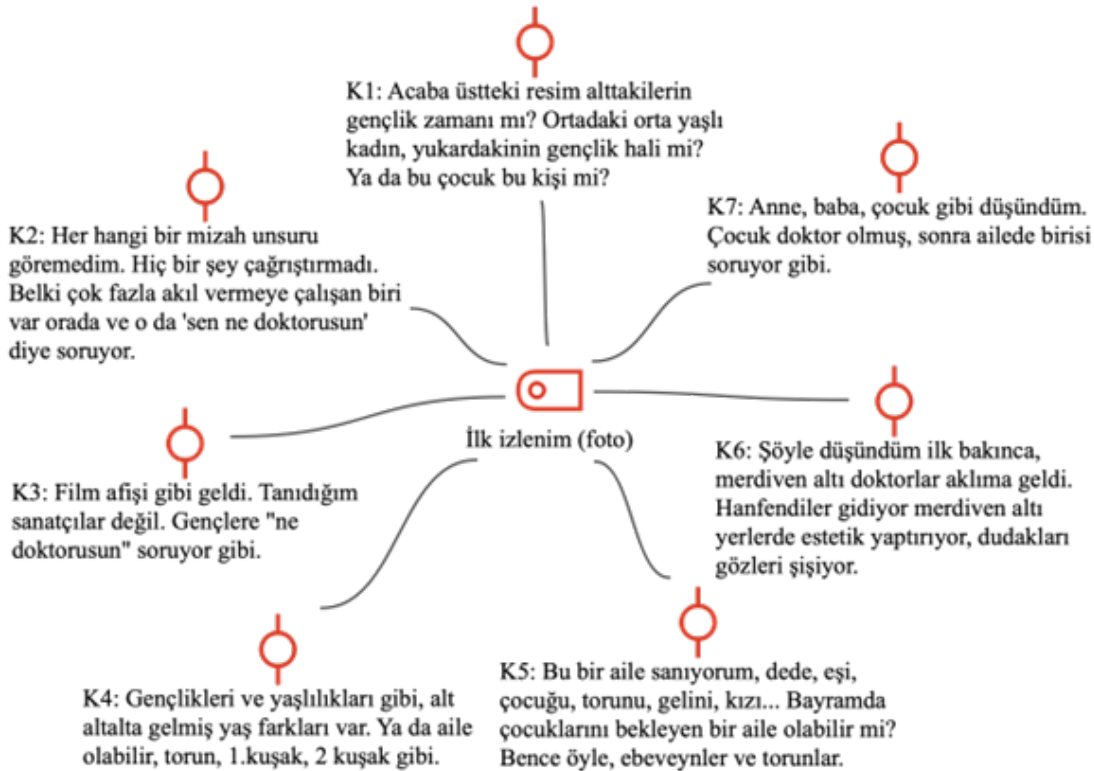 K1: Acaba üstteki resim alttakilerin
gençlik zamanı mı? Ortadaki orta yaşlı
kadın, yukardakinin gençlik hali mi?
Ya da bu çocuk bu kişi mi?
K2: Her hangi bir mizah unsuru
göremedim. Hiç bir şey çağrıştırmadı.
Belki çok fazla akıl vermeye çalışan biri
var orada ve o da 'sen ne doktorusun'
diye soruyor.
K7: Anne, baba, çocuk gibi düşündüm.
Çocuk doktor olmuş, sonra ailede birisi
soruyor gibi.
İlk izlenim (foto)
K3: Film afişi gibi geldi. Tanıdığım
sanatçılar değil. Gençlere "ne
doktorusun" soruyor gibi.
K6: Şöyle düşündüm ilk bakınca,
merdiven altı doktorlar aklıma geldi.
Hanfendiler gidiyor merdiven altı
yerlerde estetik yaptırıyor, dudakları
gözleri şişiyor.
K4: Gençlikleri ve yaşlılıkları gibi, alt
altalta gelmiş yaş farkları var. Ya da aile
olabilir, torun, 1.kuşak, 2 kuşak gibi.
K5: Bu bir aile sanıyorum, dede, eşi,
çocuğu, torunu, gelini, kızı... Bayramda
çocuklarını bekleyen bir aile olabilir mi?
Bence öyle, ebeveynler ve torunlar.